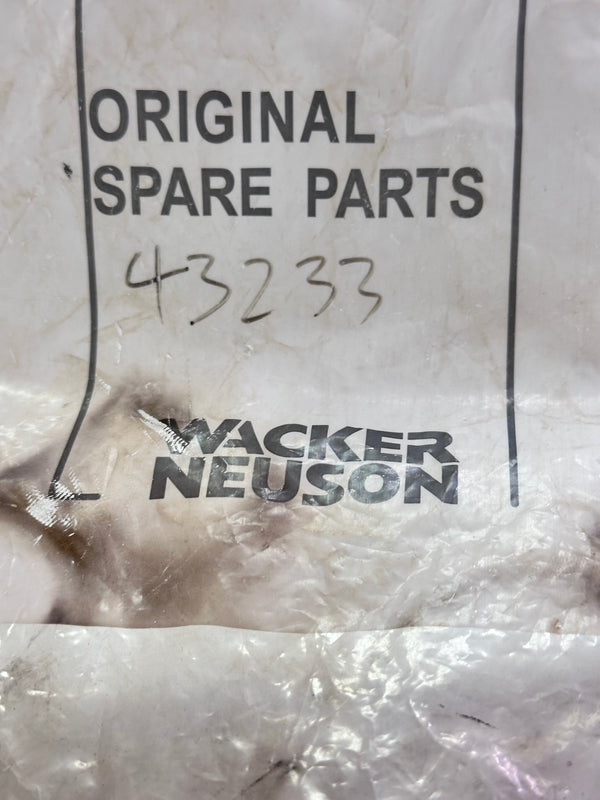 ORIGINAL
SPARE PARTS
43233
WACKER
NEUSON